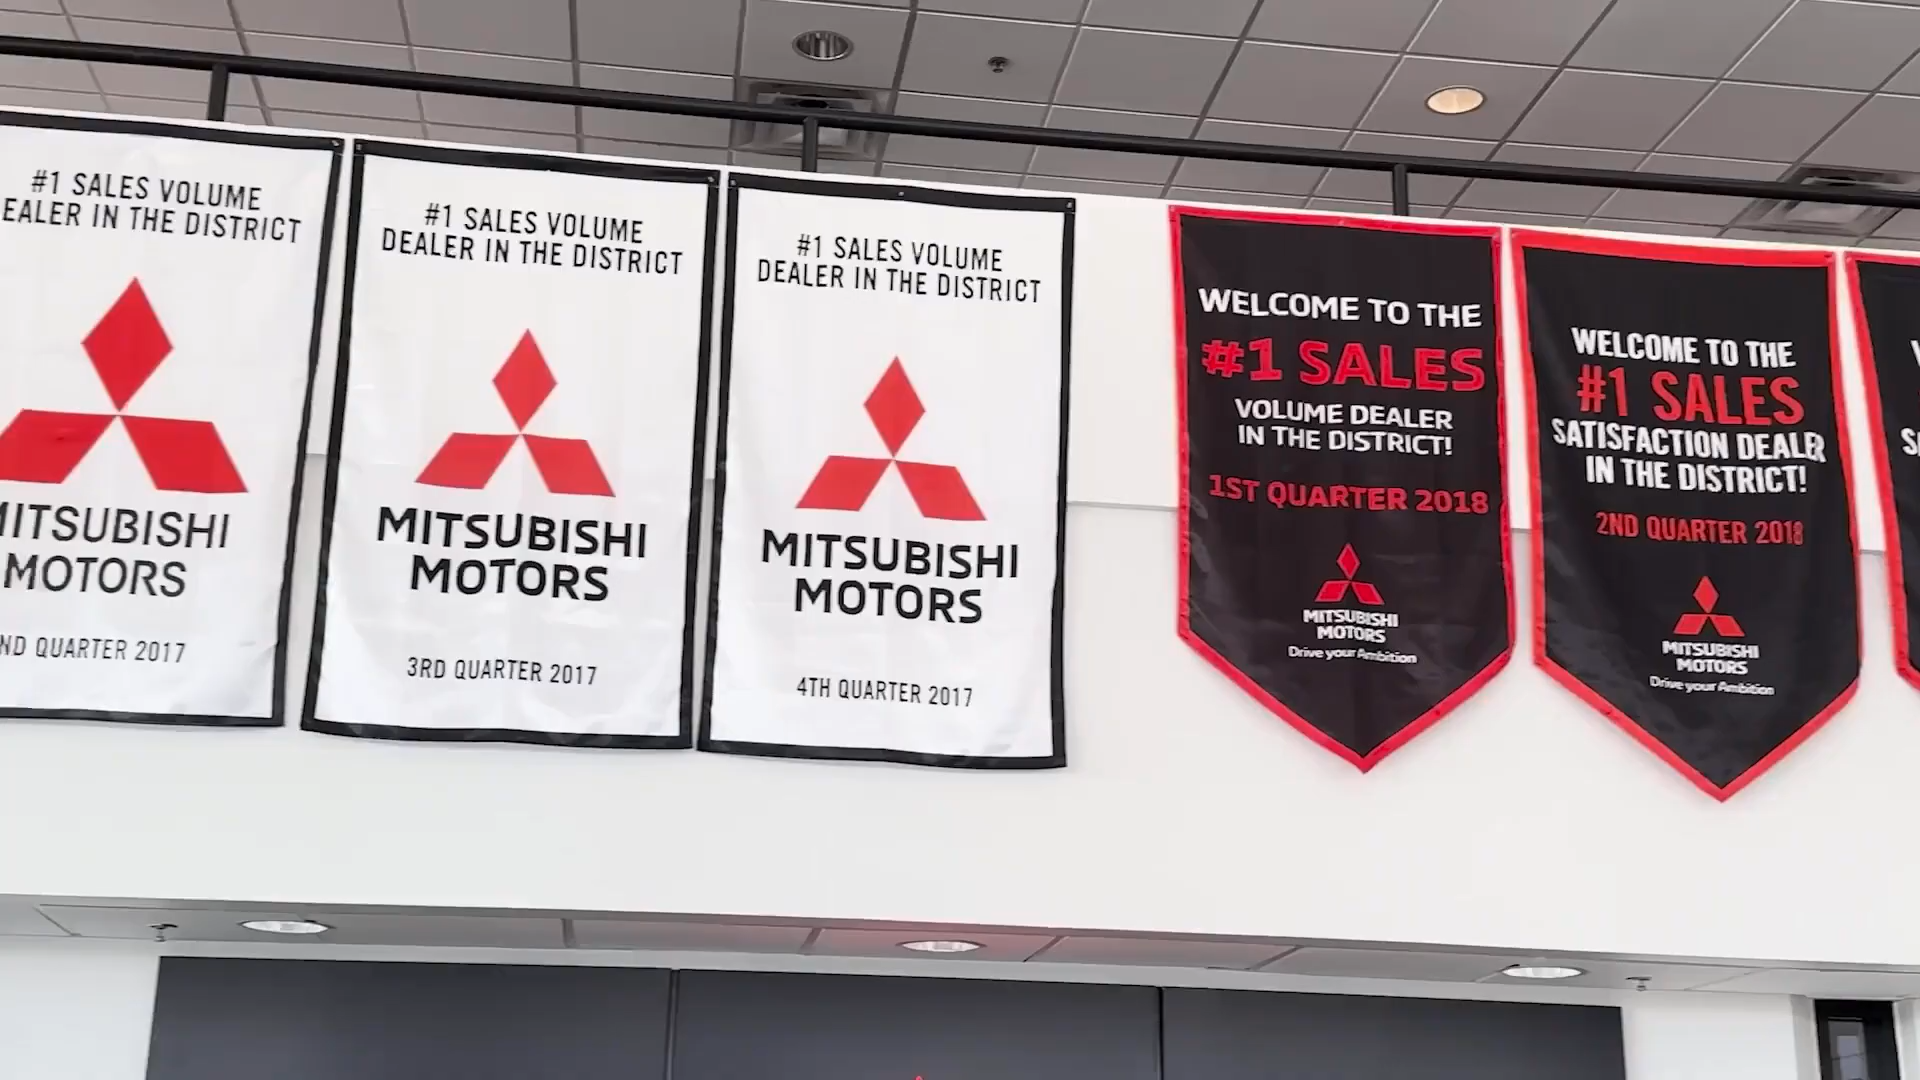 #1 SALES VOLUME
DEALER IN THE DISTRICT
MITSUBISHI
MOTORS
QUARTER 2017
#1 SALES VOLUME
DEALER IN THE DISTRICT
MITSUBISHI
MOTORS
3RD QUARTER 2017
#1 SALES VOLUME
DEALER IN THE DISTRICT
MITSUBISHI
MOTORS
4TH QUARTER 2017
WELCOME TO THE
#1 SALES
VOLUME DEALER
IN THE DISTRICT!
1ST QUARTER 2018
MITSUBISHI
MOTORS
Drive your Ambition
WELCOME TO THE
#1 SALES
SATISFACTION DEALER
IN THE DISTRICT!
2ND QUARTER 2018
MITSUBISHI
MOTORS
Drive your Ambition